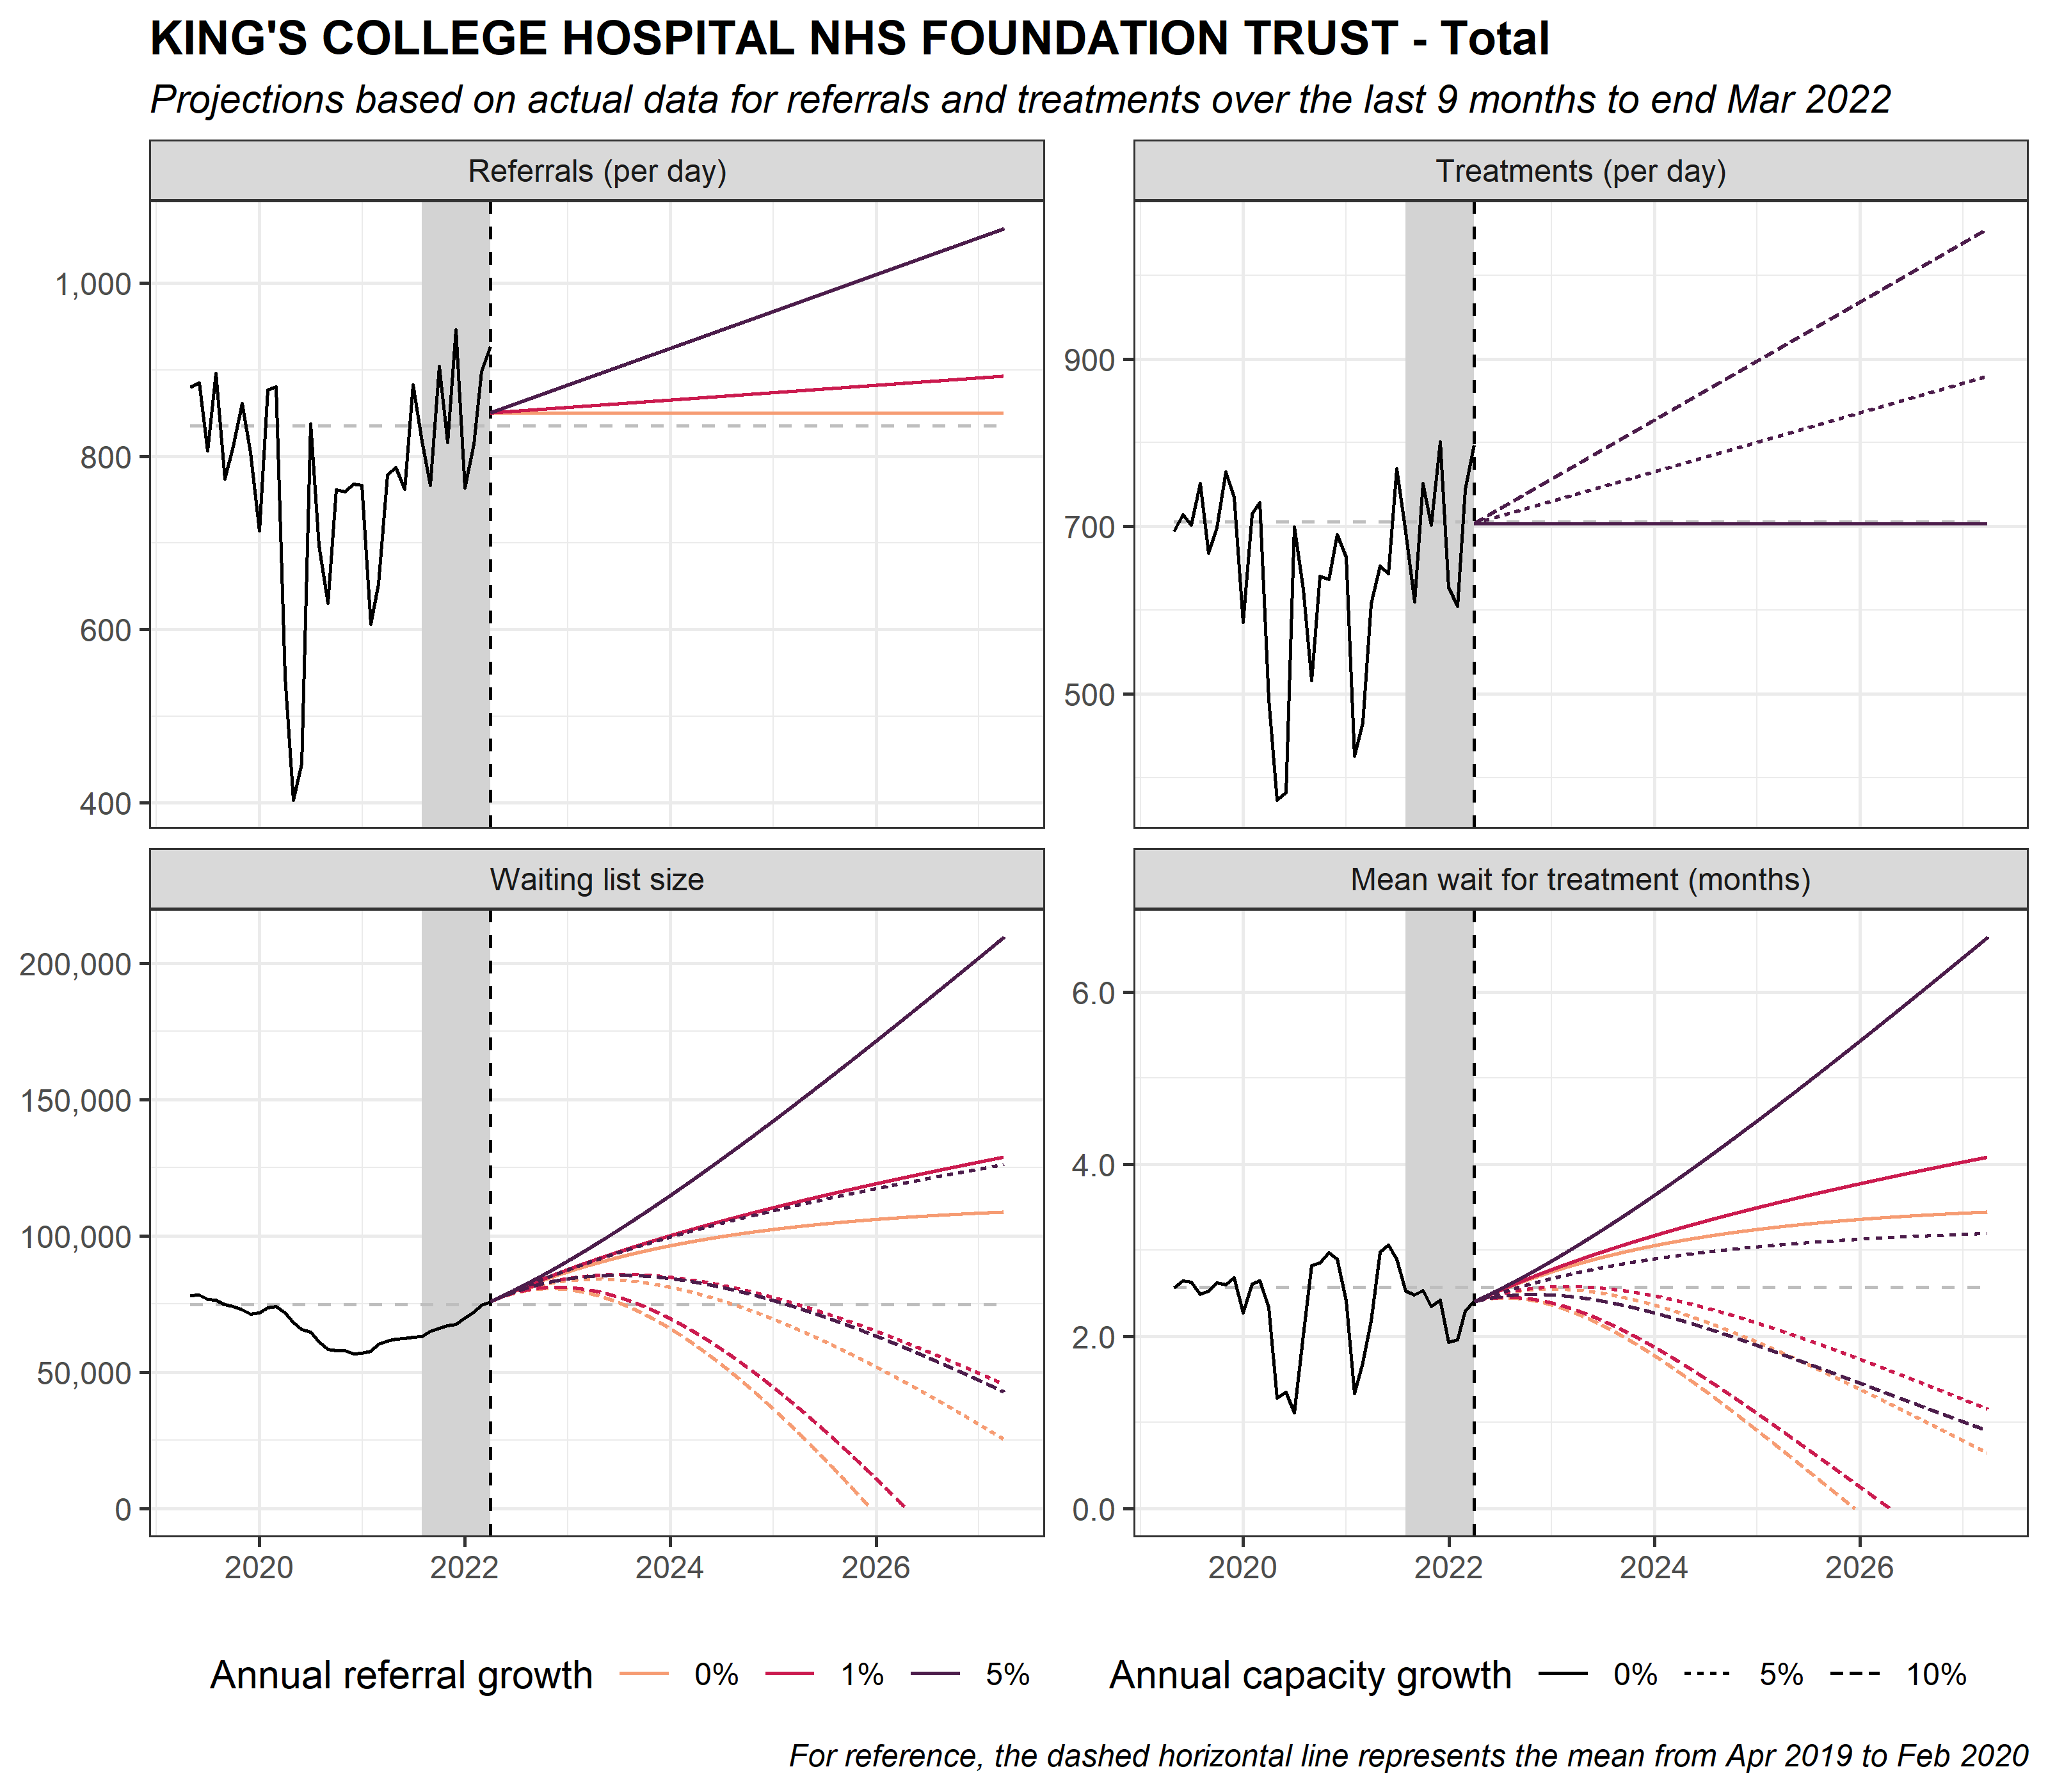 KING'S COLLEGE HOSPITAL NHS FOUNDATION TRUST - Total
Projections based on actual data for referrals and treatments over the last 9 months to end Mar 2022
Referrals (per day)
1,000
800
600
400
Treatments (per day)
900
700
500
Waiting list size
200,000
150,000
100,000
50,000
0
2020 2022 2024 2026
Mean wait for treatment (months)
6.0
4.0
2.0
0.0
2020 2022 2024 2026
Annual referral growth 0% 1% 5%
Annual capacity growth 0% 5% 10%
For reference, the dashed horizontal line represents the mean from Apr 2019 to Feb 2020